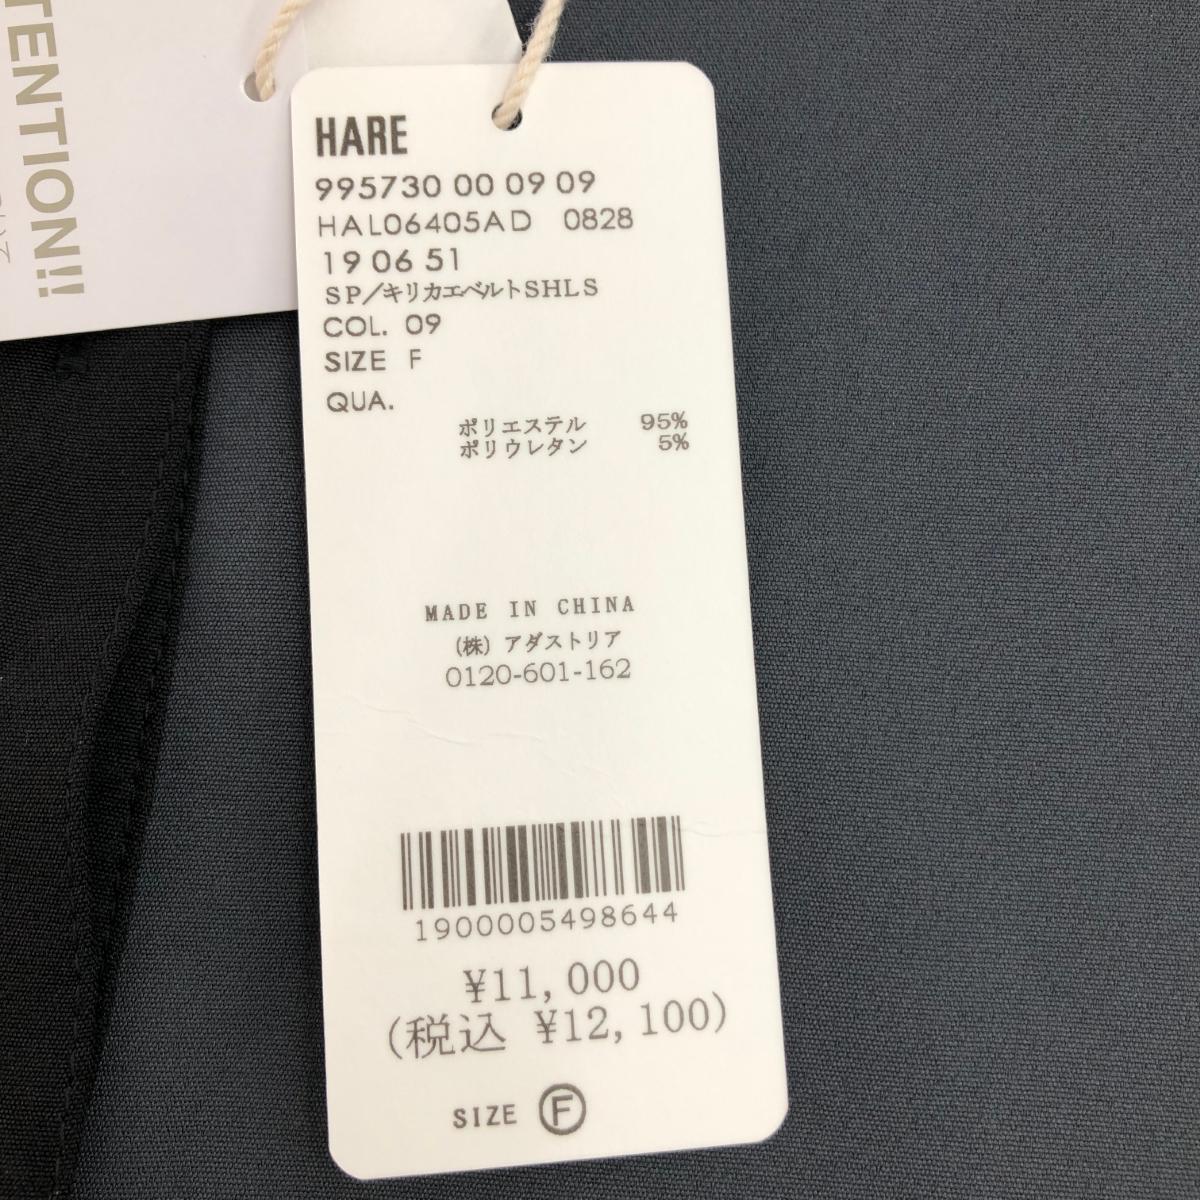 TENTION!!
HARE
995730 00 09 09
HAL06405AD 0828
19 06 51
SP/キリカエベルトSHLS
COL. 09
SIZE F
QUA.
ポリエステル 95%
ポリウレタン 5%
MADE IN CHINA
(株) アダストリア
0120-601-162
1900005498644
¥11,000
(税込 ¥12,100)
SIZE F